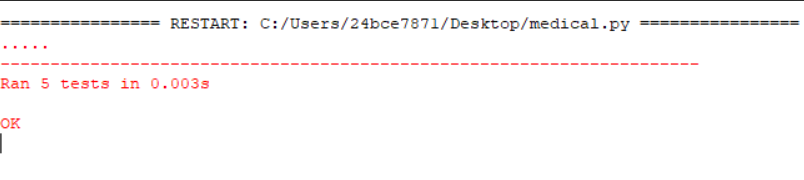 ================ RESTART: C:/Users/24bce7871/Desktop/medical.py ================
.....
----------------------------------------------------------------------
Ran 5 tests in 0.003s
OK